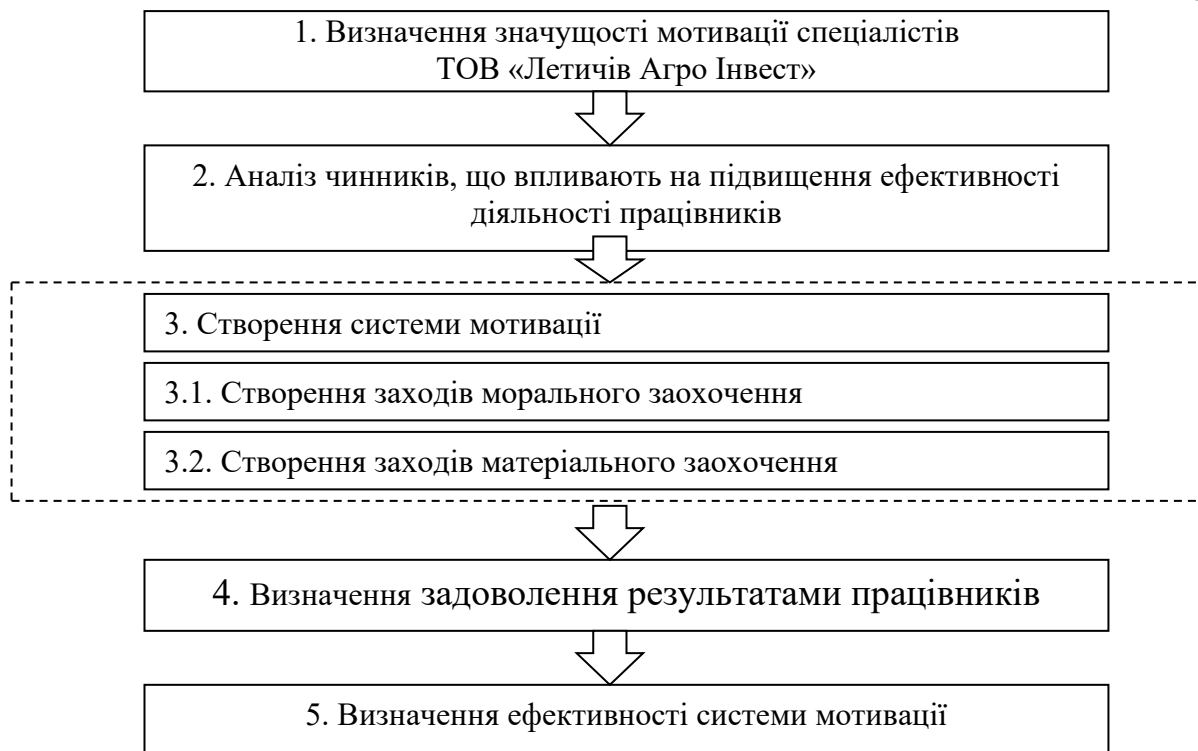 1. Визначення значущості мотивації спеціалістів
ТОВ «Летичів Агро Інвест»
2. Аналіз чинників, що впливають на підвищення ефективності
діяльності працівників
3. Створення системи мотивації
3.1. Створення заходів морального заохочення
3.2. Створення заходів матеріального заохочення
4. Визначення задоволення результатами працівників
5. Визначення ефективності системи мотивації